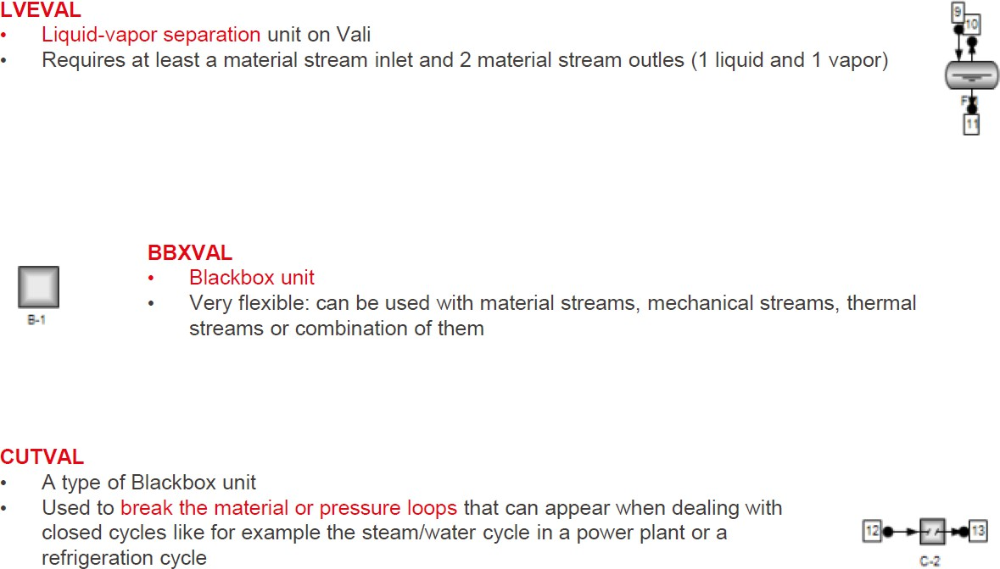 LVEVAL
9
10
• Liquid-vapor separation unit on Vali
• Requires at least a material stream inlet and 2 material stream outles (1 liquid and 1 vapor)
11
BBXVAL
• Blackbox unit
• Very flexible: can be used with material streams, mechanical streams, thermal
streams or combination of them
B-1
CUTVAL
• A type of Blackbox unit
• Used to break the material or pressure loops that can appear when dealing with
closed cycles like for example the steam/water cycle in a power plant or a
refrigeration cycle
12
13
C-2